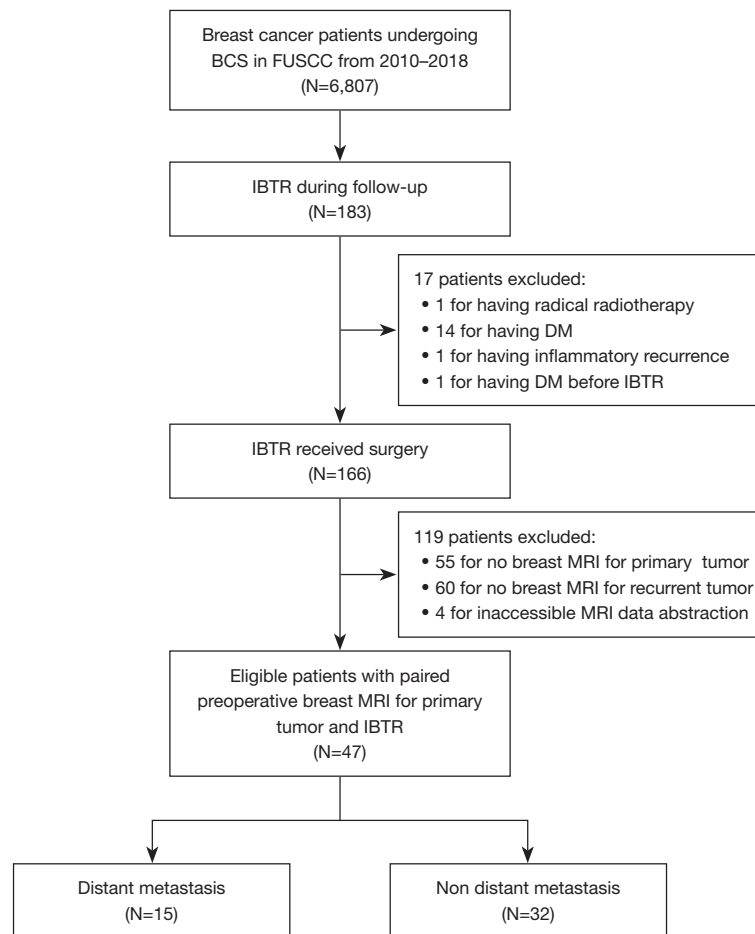 Breast cancer patients undergoing
BCS in FUSCC from 2010–2018
(N=6,807)
IBTR during follow-up
(N=183)
17 patients excluded:
• 1 for having radical radiotherapy
• 14 for having DM
• 1 for having inflammatory recurrence
• 1 for having DM before IBTR
IBTR received surgery
(N=166)
119 patients excluded:
• 55 for no breast MRI for primary tumor
• 60 for no breast MRI for recurrent tumor
• 4 for inaccessible MRI data abstraction
Eligible patients with paired
preoperative breast MRI for primary
tumor and IBTR
(N=47)
Distant metastasis
(N=15)
Non distant metastasis
(N=32)